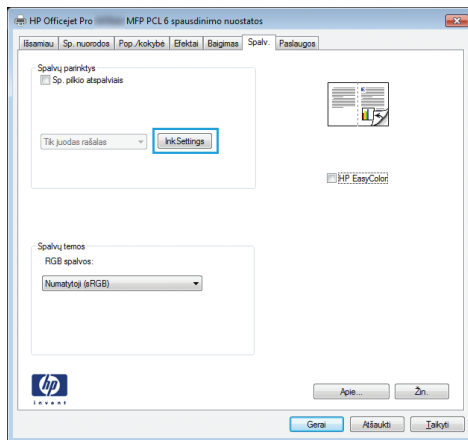 HP Officejet Pro MFP PCL 6 spausdinimo nuostatos
Išsamiau Sp. nuorodos Pop./kokybė Efektai Baigimas Spalv. Paslaugos
Spalvų parinktys
Sp. pilkio atspalviais
Tik juodas rašalas InkSettings
HP EasyColor
Spalvų temos
RGB spalvos:
Numatytoji (sRGB)
hp
invent
Apie... Žin.
Gerai Atšaukti Taikyti